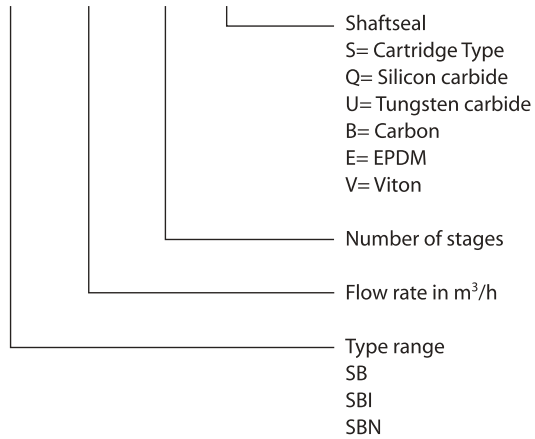 Shaftseal
S= Cartridge Type
Q= Silicon carbide
U= Tungsten carbide
B= Carbon
E= EPDM
V= Viton
Number of stages
Flow rate in m³/h
Type range
SB
SBI
SBN